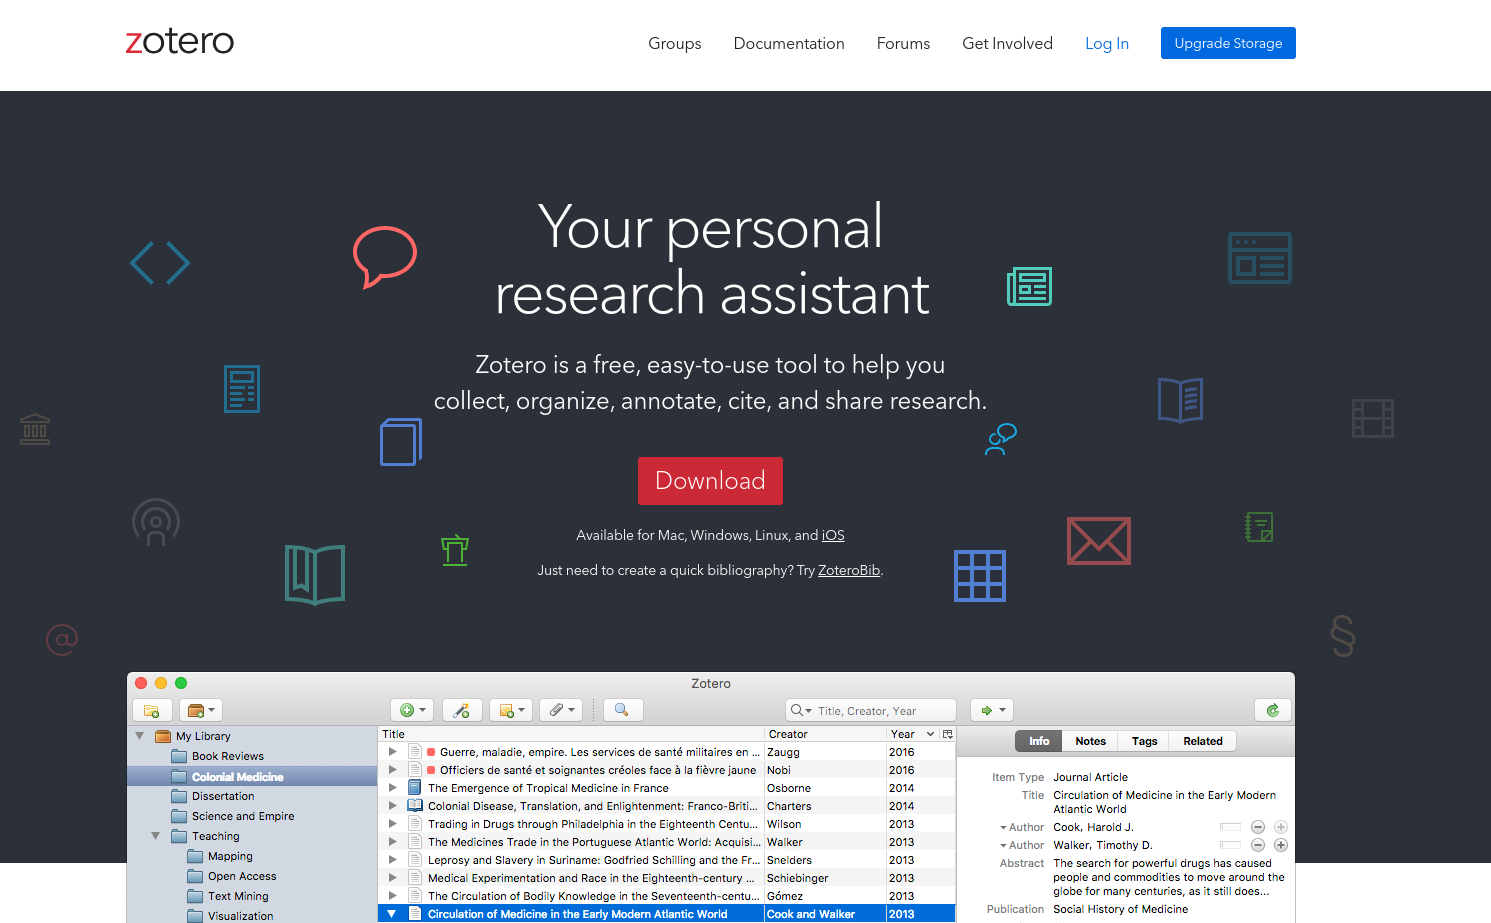 zotero
Groups
Documentation
Forums
Get Involved
Log In
Upgrade Storage
Your personal
research assistant
Zotero is a free, easy-to-use tool to help you
collect, organize, annotate, cite, and share research.
Download
Available for Mac, Windows, Linux, and iOS
Just need to create a quick bibliography? Try ZoteroBib.
@
§
Zotero
Title, Creator, Year
My Library
Book Reviews
Colonial Medicine
Dissertation
Science and Empire
Teaching
Mapping
Open Access
Text Mining
Visualization
Title Creator Year
Guerre, maladie, empire. Les services de santé militaires en ... Zaugg 2016
Officiers de santé et soignantes créoles face à la fièvre jaune Nobi 2016
The Emergence of Tropical Medicine in France Osborne 2014
Colonial Disease, Translation, and Enlightenment: Franco-Briti... Charters 2014
Trading in Drugs through Philadelphia in the Eighteenth Centu... Wilson 2013
The Medicines Trade in the Portuguese Atlantic World: Acquisi... Walker 2013
Leprosy and Slavery in Suriname: Godfried Schilling and the Fr... Snelders 2013
Medical Experimentation and Race in the Eighteenth-century ... Schiebinger 2013
The Circulation of Bodily Knowledge in the Seventeenth-centu... Gómez 2013
Circulation of Medicine in the Early Modern Atlantic World Cook and Walker 2013
Info Notes Tags Related
Item Type Journal Article
Title Circulation of Medicine in the Early Modern
Atlantic World
Author Cook, Harold J.
Author Walker, Timothy D.
Abstract The search for powerful drugs has caused
people and commodities to move around the
globe for many centuries, as it still does...
Publication Social History of Medicine